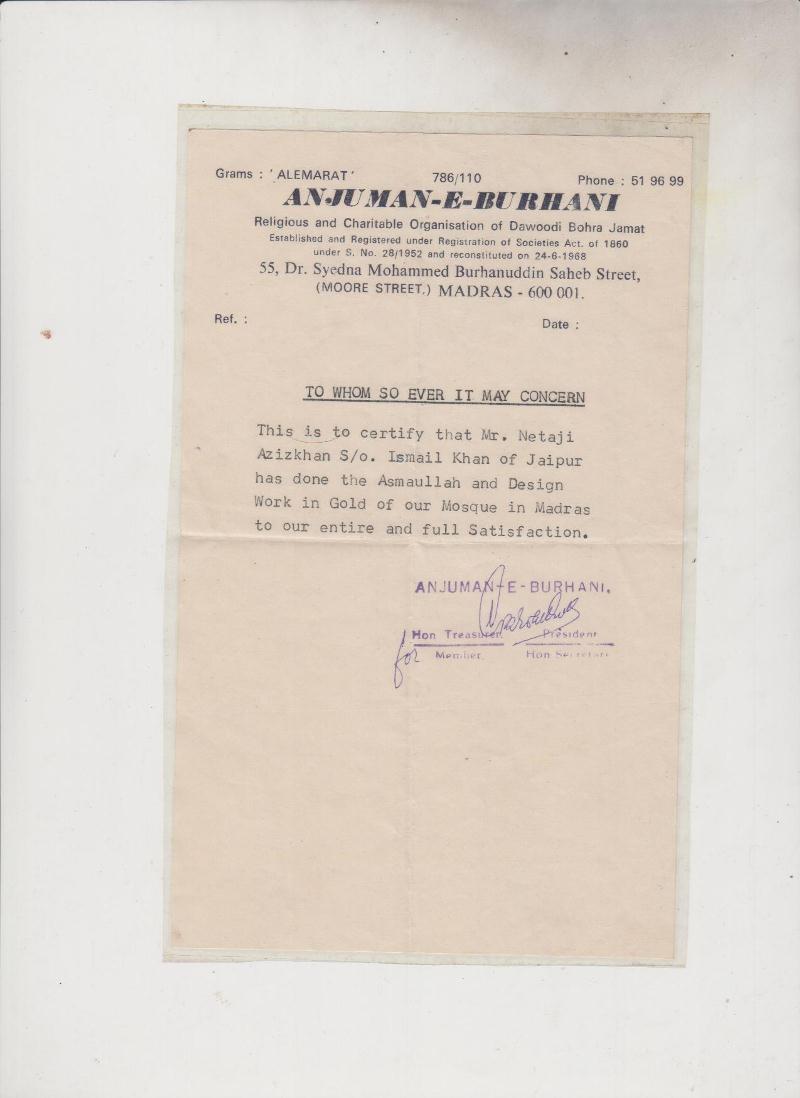 Grams : 'ALEMARAT' 786/110 Phone : 51 96 99
ANJUMAN-E-BURHANI
Religious and Charitable Organisation of Dawoodi Bohra Jamat
Established and Registered under Registration of Societies Act. of 1860
under S. No. 28/1952 and reconstituted on 24-6-1968
55, Dr. Syedna Mohammed Burhanuddin Saheb Street,
(MOORE STREET.) MADRAS - 600 001.
Ref. : Date :
TO WHOM SO EVER IT MAY CONCERN
This is to certify that Mr. Netaji
Azizkhan S/o. Ismail Khan of Jaipur
has done the Asmaullah and Design
Work in Gold of our Mosque in Madras
to our entire and full Satisfaction.
ANJUMAN-E-BURHANI.
Hon Treasurer. President
for Member. Hon